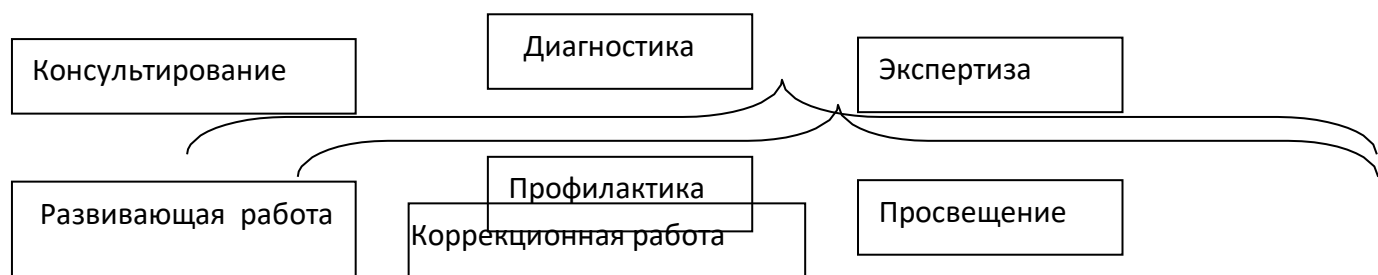 Консультирование
Диагностика
Экспертиза
Развивающая работа
Профилактика
Просвещение
Коррекционная работа